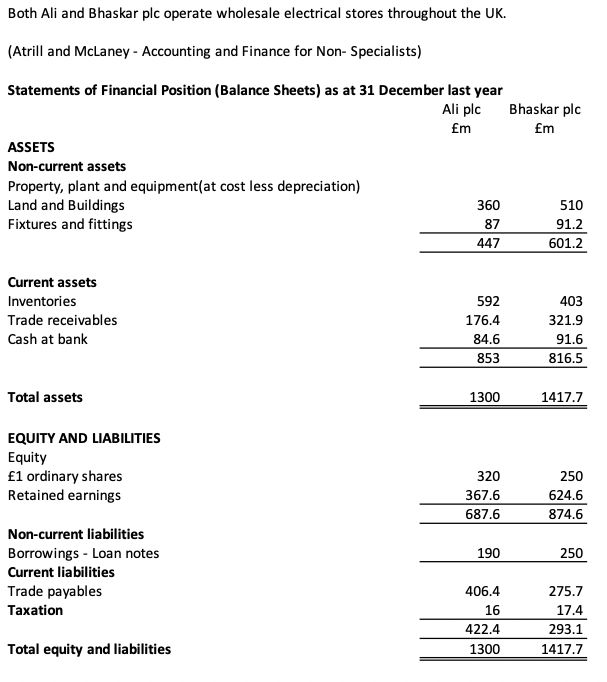 Both Ali and Bhaskar plc operate wholesale electrical stores throughout the UK.
(Atrill and McLaney - Accounting and Finance for Non- Specialists)
Statements of Financial Position (Balance Sheets) as at 31 December last year
Ali plc Bhaskar plc
£m £m
ASSETS
Non-current assets
Property, plant and equipment(at cost less depreciation)
Land and Buildings 360 510
Fixtures and fittings 87 91.2
447 601.2
Current assets
Inventories 592 403
Trade receivables 176.4 321.9
Cash at bank 84.6 91.6
853 816.5
Total assets 1300 1417.7
EQUITY AND LIABILITIES
Equity
£1 ordinary shares 320 250
Retained earnings 367.6 624.6
687.6 874.6
Non-current liabilities
Borrowings - Loan notes 190 250
Current liabilities
Trade payables 406.4 275.7
Taxation 16 17.4
422.4 293.1
Total equity and liabilities 1300 1417.7